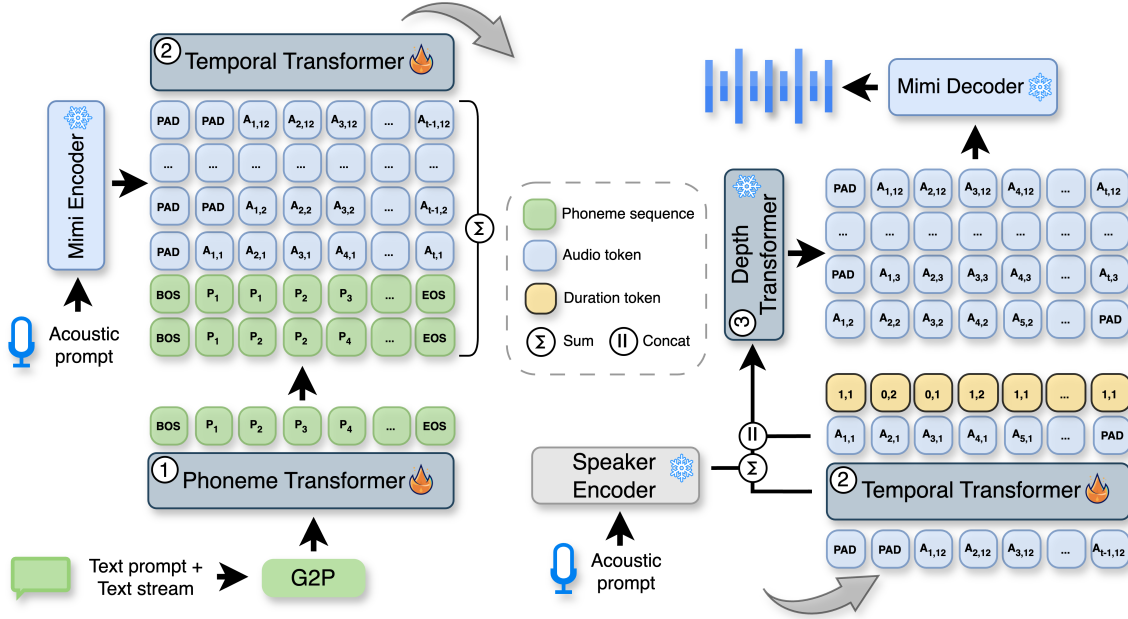 ② Temporal Transformer
Mimi Encoder
PAD PAD A1,12 A2,12 A3,12 ... At-1,12
... ... ... ... ... ... ...
PAD PAD A1,2 A2,2 A3,2 ... At-1,2
PAD A1,1 A2,1 A3,1 A4,1 ... At,1
BOS P1 P1 P2 P3 ... EOS
BOS P1 P2 P2 P4 ... EOS
Σ
Acoustic
prompt
BOS P1 P2 P3 P4 ... EOS
① Phoneme Transformer
Text prompt +
Text stream
G2P
Phoneme sequence
Audio token
Duration token
Σ Sum || Concat
Mimi Decoder
③ Depth
Transformer
PAD A1,12 A2,12 A3,12 A4,12 ... At,12
... ... ... ... ... ... ...
PAD A1,3 A2,3 A3,3 A4,3 ... At,3
A1,2 A2,2 A3,2 A4,2 A5,2 ... PAD
1,1 0,2 0,1 1,2 1,1 ... 1,1
A1,1 A2,1 A3,1 A4,1 A5,1 ... PAD
||
Σ
Speaker
Encoder
Acoustic
prompt
② Temporal Transformer
PAD PAD A1,12 A2,12 A3,12 ... At-1,12